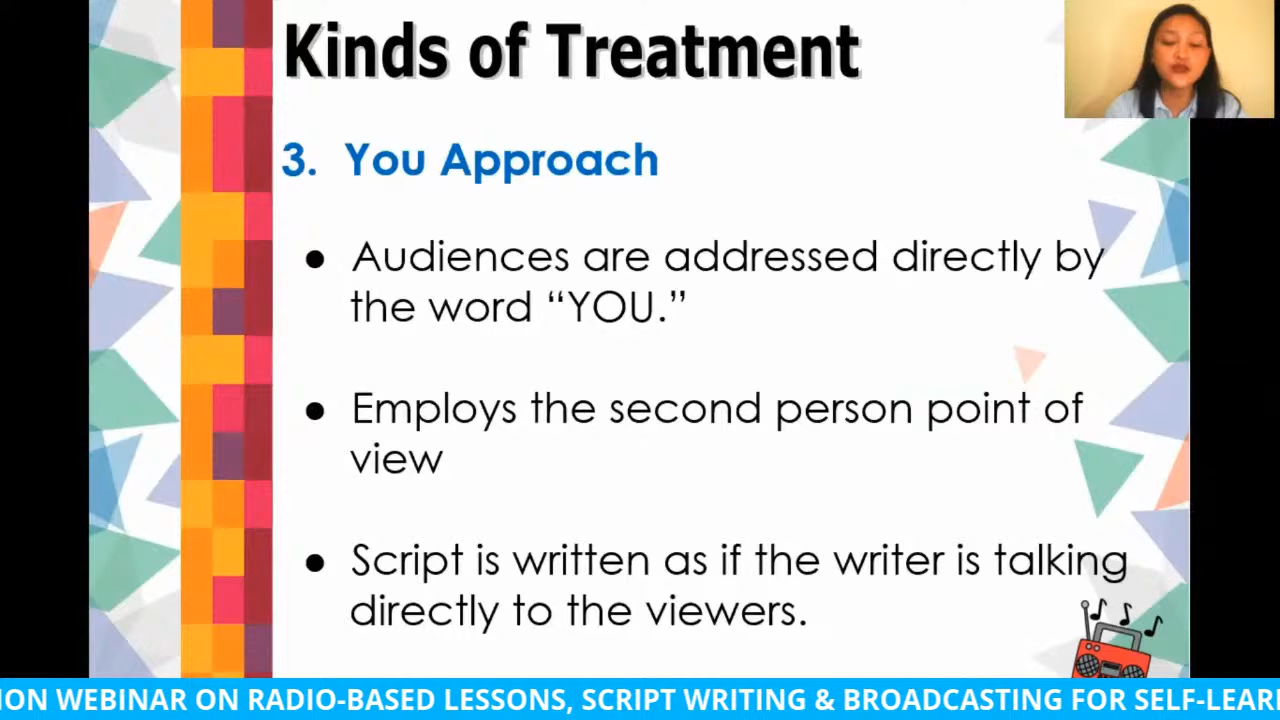 Kinds of Treatment
3. You Approach
● Audiences are addressed directly by
the word “YOU.”
● Employs the second person point of
view
● Script is written as if the writer is talking
directly to the viewers.
ION WEBINAR ON RADIO-BASED LESSONS, SCRIPT WRITING & BROADCASTING FOR SELF-LEAR